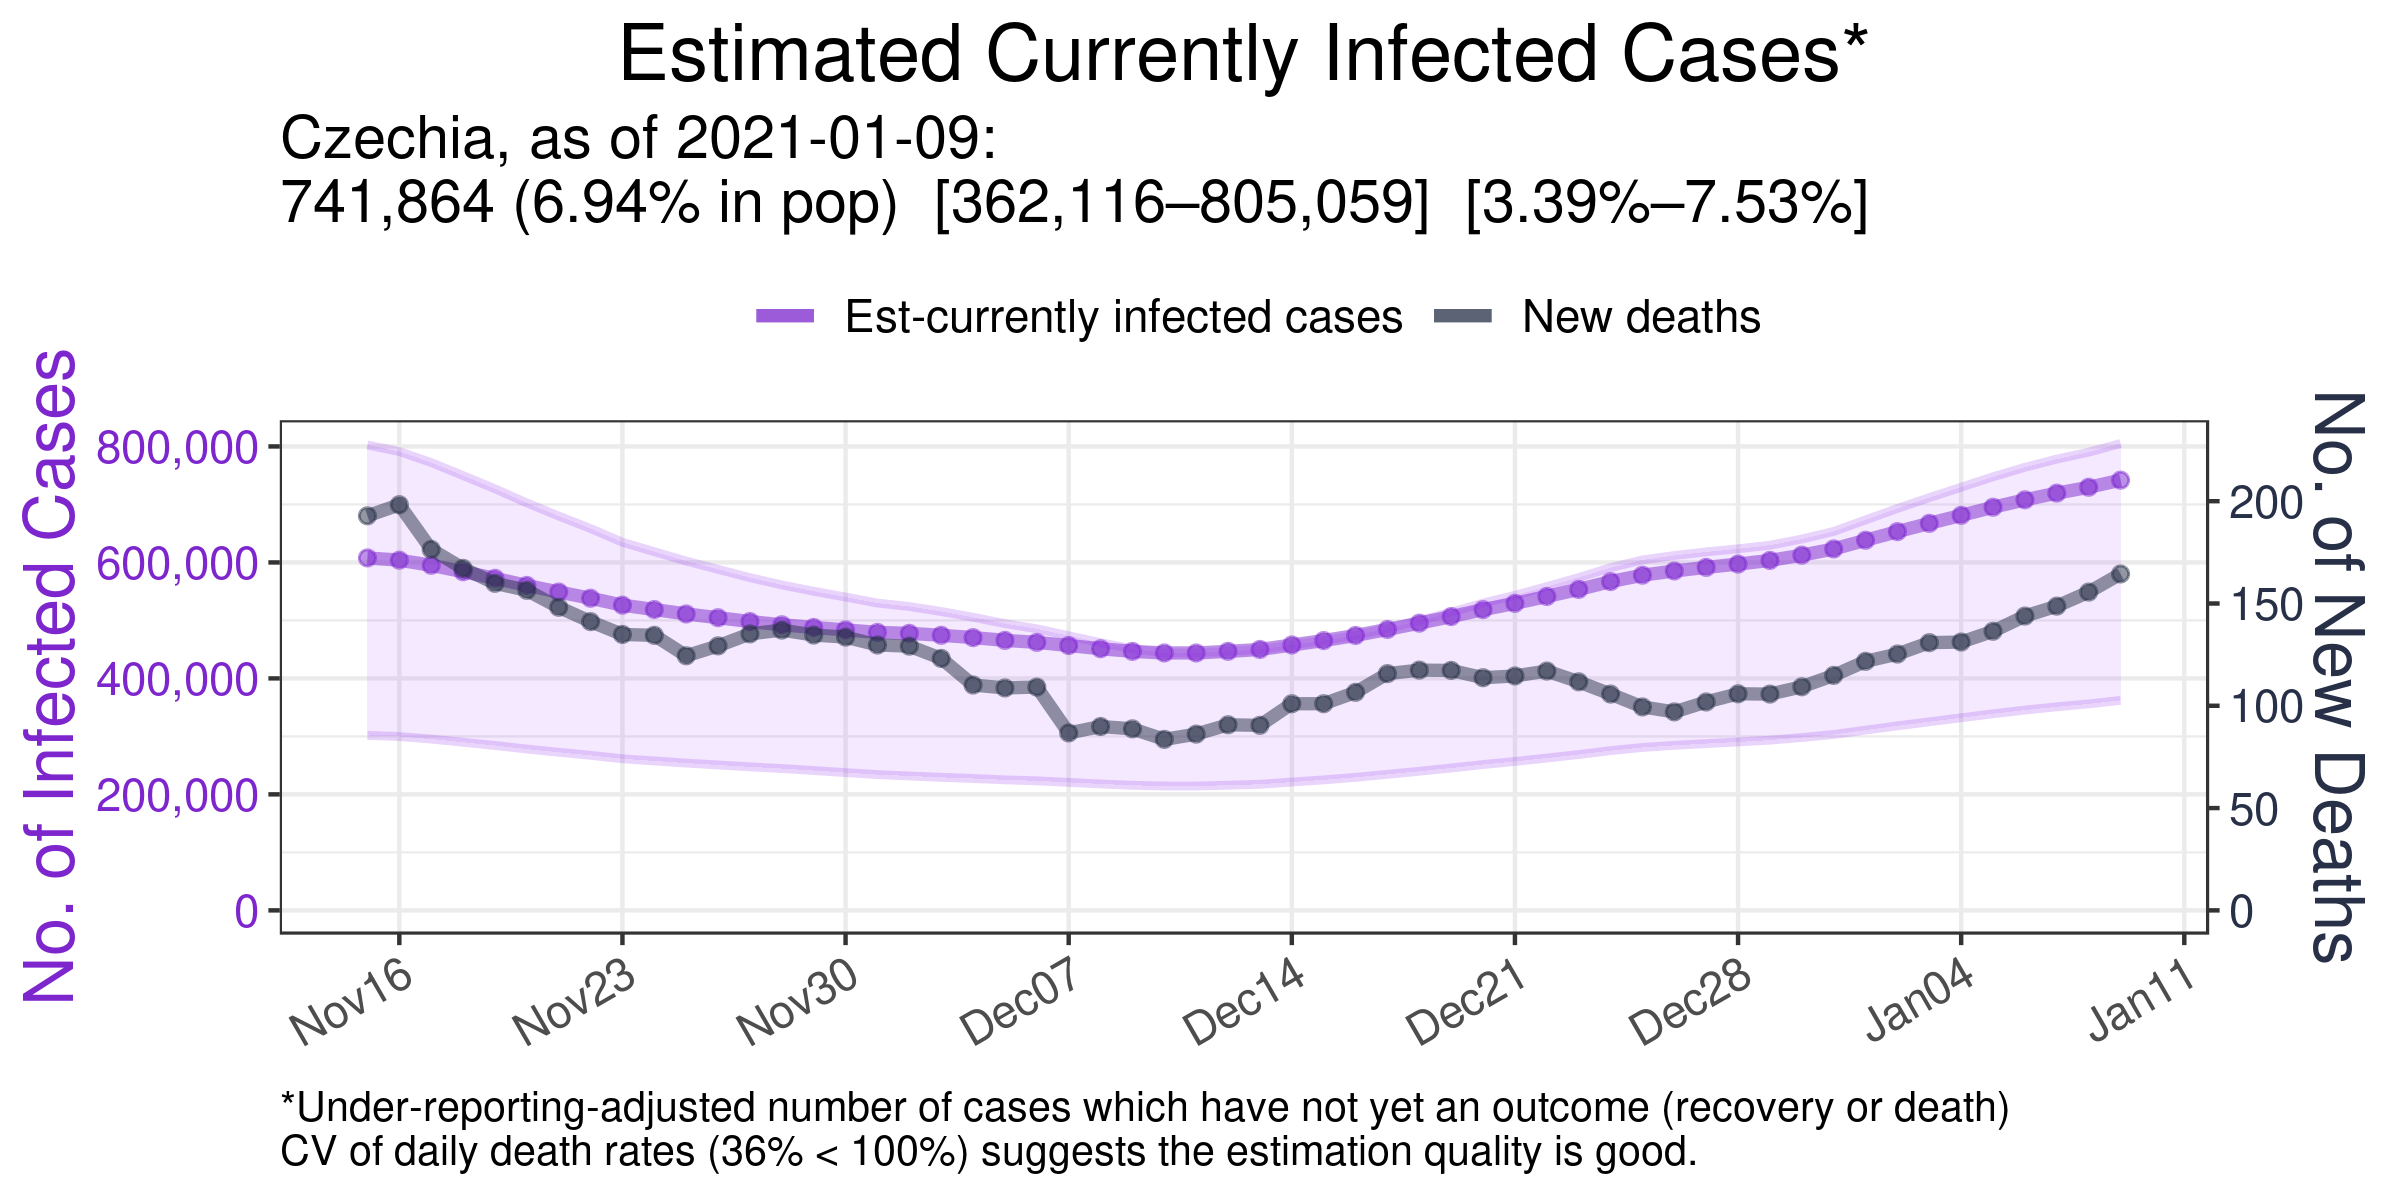 Estimated Currently Infected Cases*
Czechia, as of 2021-01-09:
741,864 (6.94% in pop)  [362,116–805,059]  [3.39%–7.53%]
Est-currently infected cases
New deaths
No. of Infected Cases
800,000
600,000
400,000
200,000
0
No. of New Deaths
200
150
100
50
0
Nov16
Nov23
Nov30
Dec07
Dec14
Dec21
Dec28
Jan04
Jan11
*Under-reporting-adjusted number of cases which have not yet an outcome (recovery or death)
CV of daily death rates (36% < 100%) suggests the estimation quality is good.